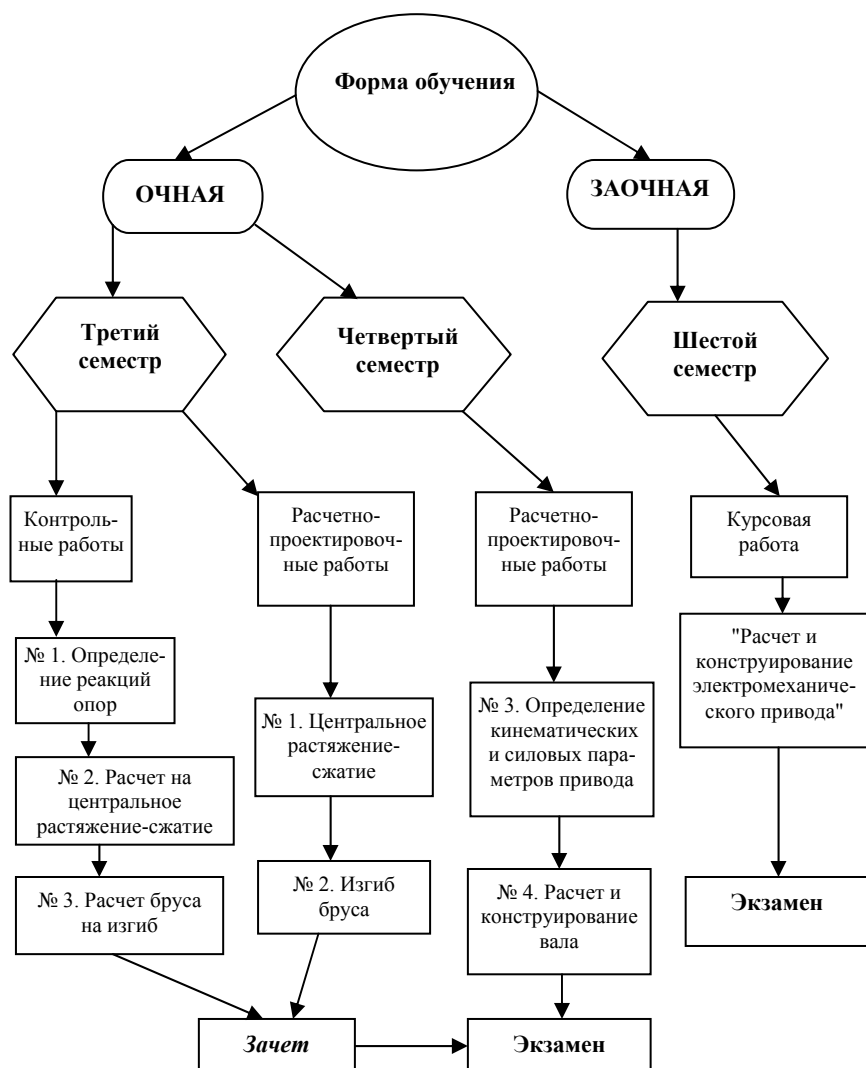 Форма обучения
ОЧНАЯ
ЗАОЧНАЯ
Третий
семестр
Четвертый
семестр
Шестой
семестр
Контроль-
ные работы
Расчетно-
проектировоч-
ные работы
Расчетно-
проектировоч-
ные работы
Курсовая
работа
№ 1. Определе-
ние реакций
опор
№ 2. Расчет на
центральное
растяжение-сжатие
№ 3. Расчет бруса
на изгиб
№ 1. Центральное
растяжение-
сжатие
№ 2. Изгиб
бруса
№ 3. Определение
кинематических
и силовых пара-
метров привода
№ 4. Расчет и
конструирование
вала
"Расчет и
конструирование
электромеханиче-
ского привода"
Экзамен
Зачет
Экзамен